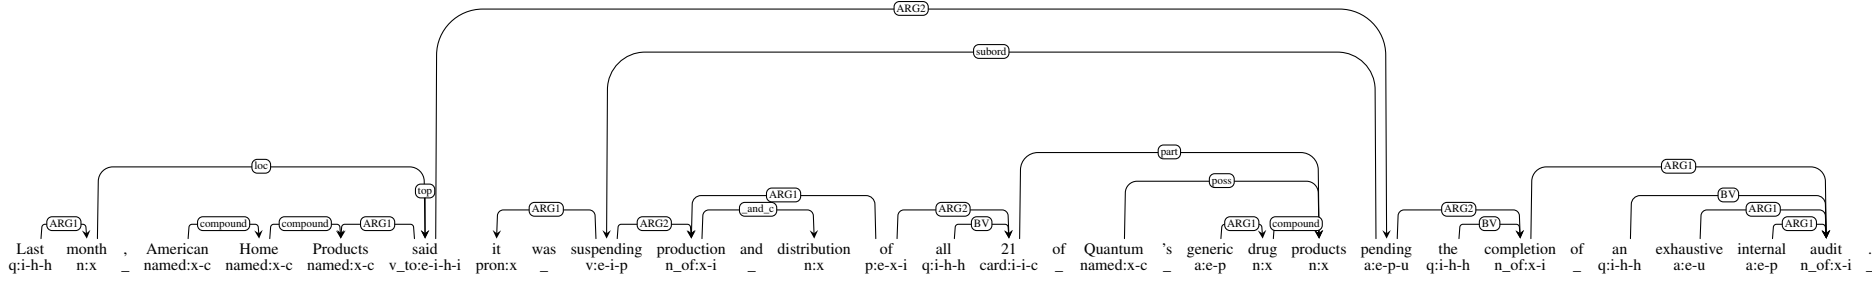 ARG2
subord
part
loc
ARG1
poss
top
ARG1
BV
_and_c
ARG1
ARG1
compound
compound
ARG1
ARG1
ARG2
ARG2
BV
ARG1
compound
ARG2
BV
ARG1
Last month , American Home Products said it was suspending production and distribution of all 21 of Quantum 's generic drug products pending the completion of an exhaustive internal audit .
q:i-h-h n:x _ named:x-c named:x-c named:x-c v_to:e-i-h-i pron:x _ v:e-i-p n_of:x-i _ n:x p:e-x-i q:i-h-h card:i-i-c _ named:x-c _ a:e-p n:x n:x a:e-p-u q:i-h-h n_of:x-i _ q:i-h-h a:e-u a:e-p n_of:x-i _